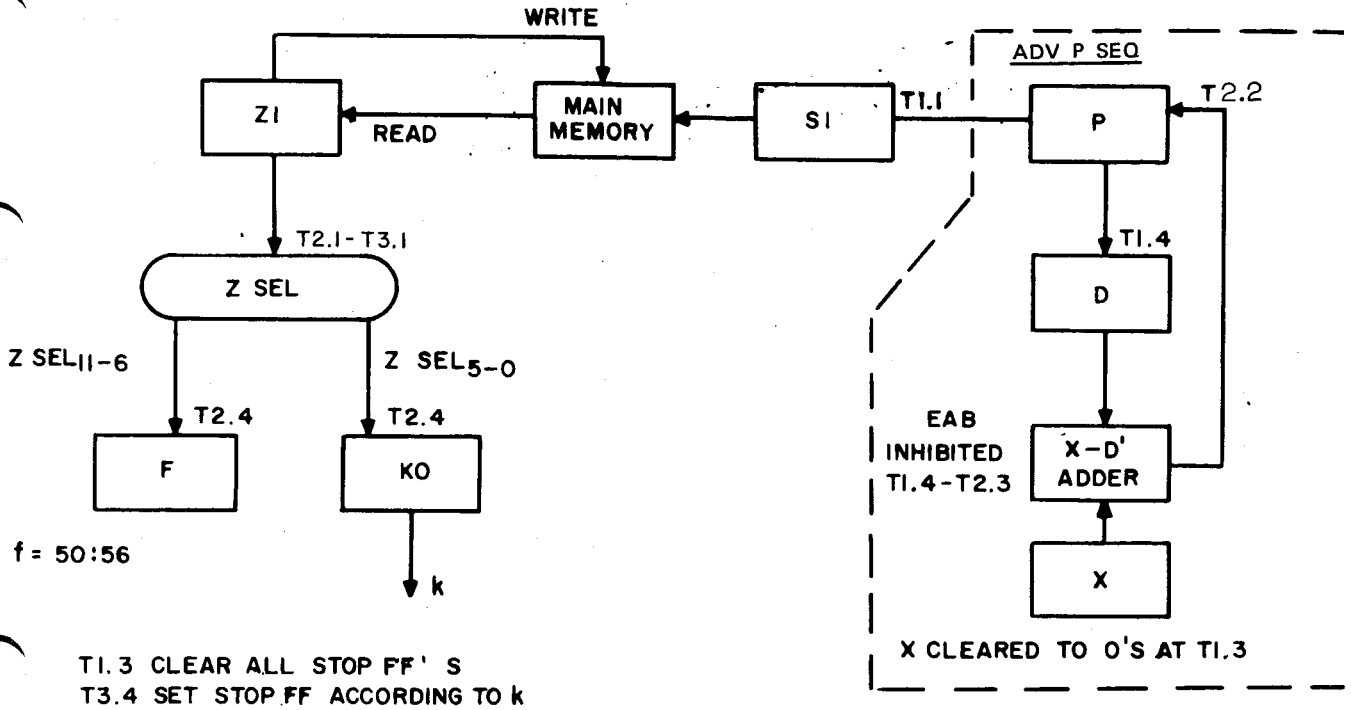 WRITE
ADV P SEQ
Z1
READ
MAIN
MEMORY
S1
T1.1
P
T2.2
T2.1-T3.1
Z SEL
T1.4
D
Z SEL11-6
Z SEL5-0
T2.4
T2.4
F
KO
EAB
INHIBITED
T1.4-T2.3
X-D'
ADDER
f = 50:56
k
X
X CLEARED TO O'S AT T1.3
T1.3 CLEAR ALL STOP FF' S
T3.4 SET STOP FF ACCORDING TO k